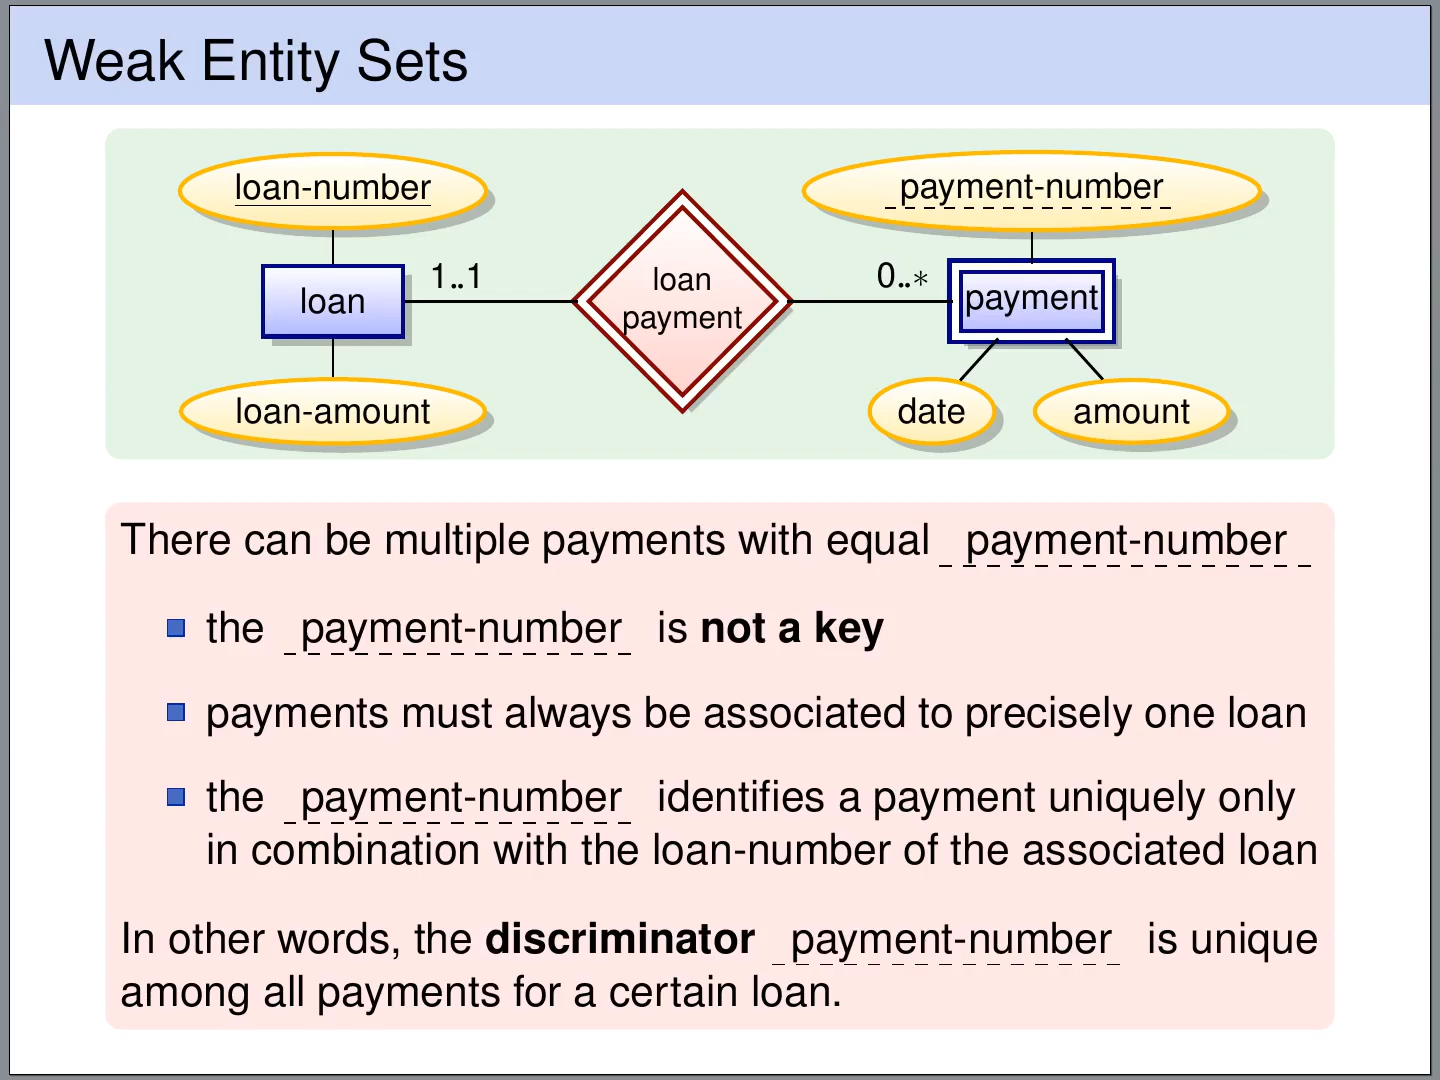 Weak Entity Sets
loan-number
payment-number
1..1
0..*
loan
loan
payment
payment
loan-amount
date
amount
There can be multiple payments with equal payment-number
the payment-number is not a key
payments must always be associated to precisely one loan
the payment-number identifies a payment uniquely only
in combination with the loan-number of the associated loan
In other words, the discriminator payment-number is unique
among all payments for a certain loan.